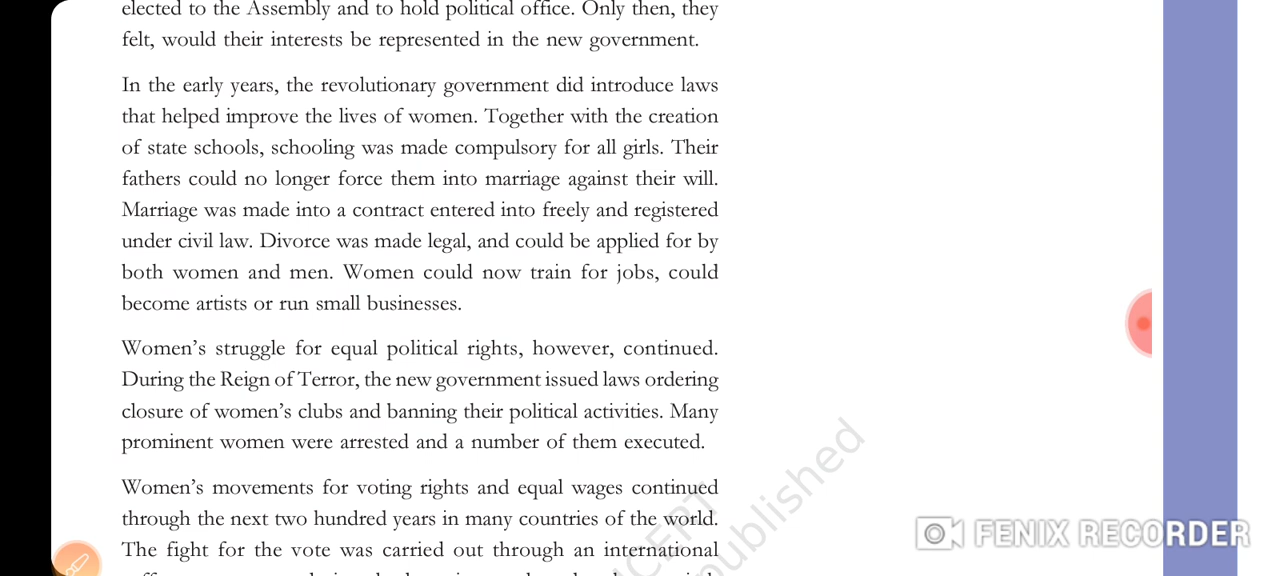 elected to the Assembly and to hold political office. Only then, they
felt, would their interests be represented in the new government.
In the early years, the revolutionary government did introduce laws
that helped improve the lives of women. Together with the creation
of state schools, schooling was made compulsory for all girls. Their
fathers could no longer force them into marriage against their will.
Marriage was made into a contract entered into freely and registered
under civil law. Divorce was made legal, and could be applied for by
both women and men. Women could now train for jobs, could
become artists or run small businesses.
Women's struggle for equal political rights, however, continued.
During the Reign of Terror, the new government issued laws ordering
closure of women's clubs and banning their political activities. Many
prominent women were arrested and a number of them executed.
Women's movements for voting rights and equal wages continued
through the next two hundred years in many countries of the world.
The fight for the vote was carried out through an international
FENIX RECORDER